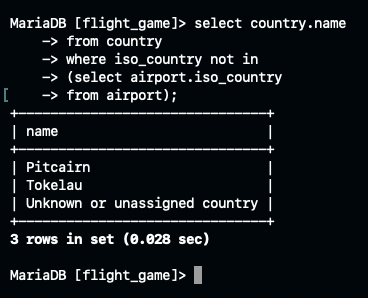 MariaDB [flight_game]> select country.name
    -> from country
    -> where iso_country not in
    -> (select airport.iso_country
[    -> from airport);
+------------------------------+
| name                         |
+------------------------------+
| Pitcairn                     |
| Tokelau                      |
| Unknown or unassigned country |
+------------------------------+
3 rows in set (0.028 sec)
MariaDB [flight_game]>